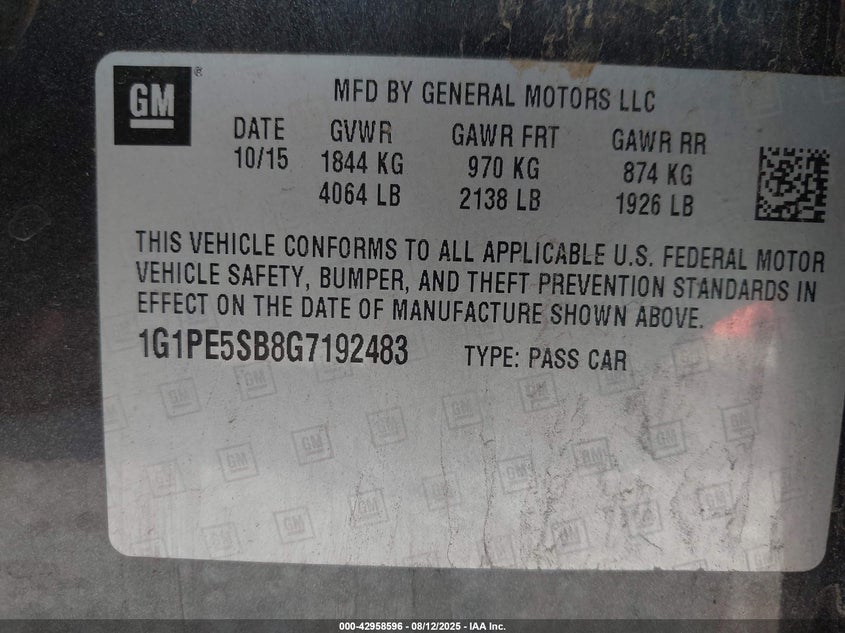 GM®
MFD BY GENERAL MOTORS LLC
DATE GVWR GAWR FRT GAWR RR
10/15 1844 KG 970 KG 874 KG
4064 LB 2138 LB 1926 LB
THIS VEHICLE CONFORMS TO ALL APPLICABLE U.S. FEDERAL MOTOR
VEHICLE SAFETY, BUMPER, AND THEFT PREVENTION STANDARDS IN
EFFECT ON THE DATE OF MANUFACTURE SHOWN ABOVE.
1G1PE5SB8G7192483 TYPE: PASS CAR
000-42958596 - 08/12/2025 - IAA Inc.